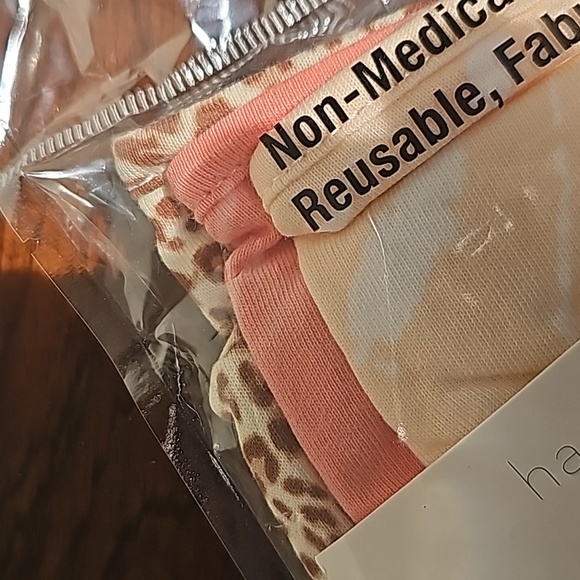 Non-Medica
Reusable, Fab
ha